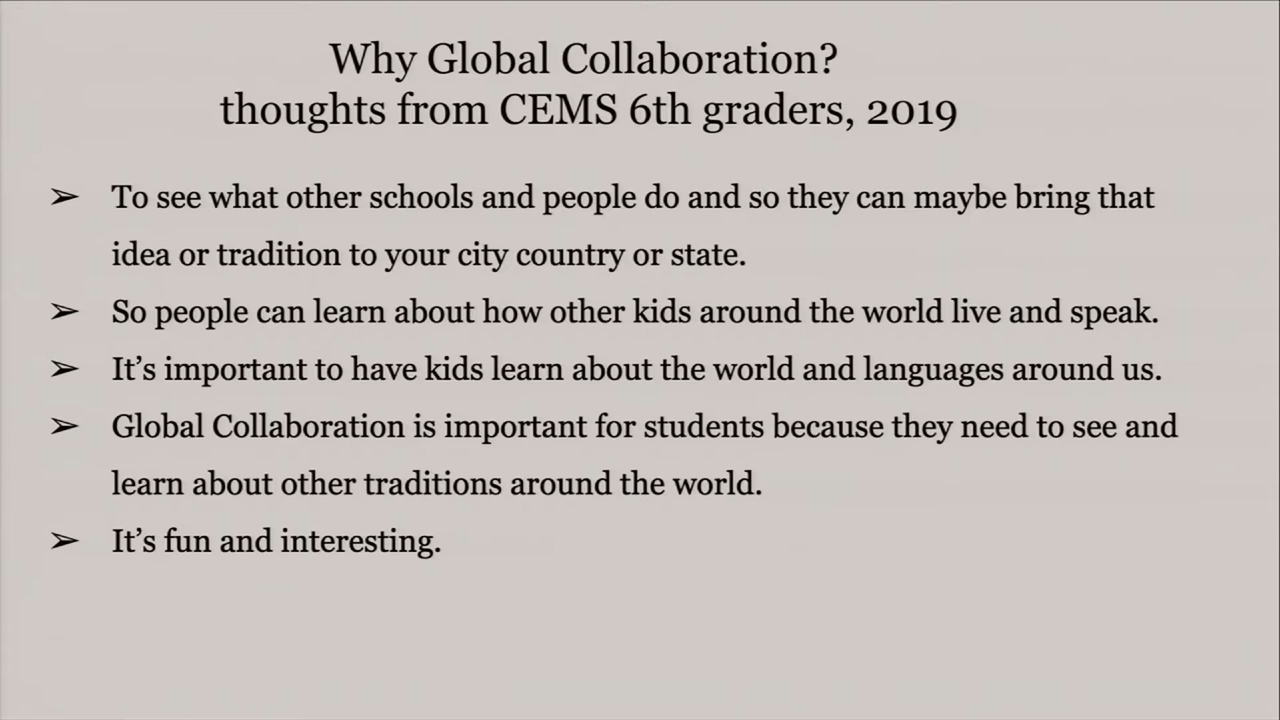 Why Global Collaboration?
thoughts from CEMS 6th graders, 2019
➢ To see what other schools and people do and so they can maybe bring that
idea or tradition to your city country or state.
➢ So people can learn about how other kids around the world live and speak.
➢ It’s important to have kids learn about the world and languages around us.
➢ Global Collaboration is important for students because they need to see and
learn about other traditions around the world.
➢ It’s fun and interesting.